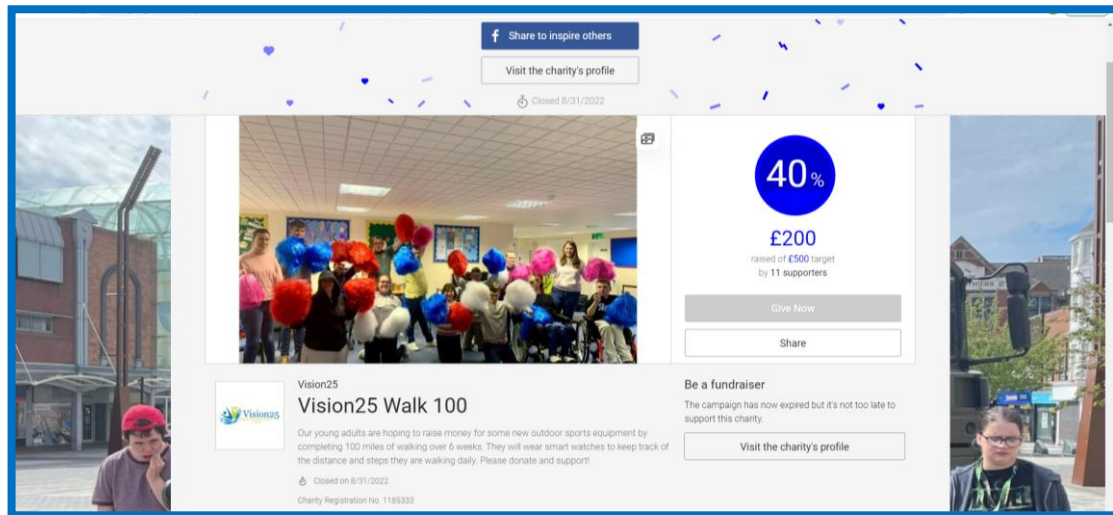 Share to inspire others
Visit the charity's profile
Closed 8/31/2022
40%
£200
raised of £500 target
by 11 supporters
Give Now
Share
Vision25
Vision25
Vision25 Walk 100
Our young adults are hoping to raise money for some new outdoor sports equipment by
completing 100 miles of walking over 6 weeks. They will wear smart watches to keep track of
the distance and steps they are walking daily. Please donate and support!
Closed on 8/31/2022
Charity Registration No. 1185333
Be a fundraiser
The campaign has now expired but it's not too late to
support this charity.
Visit the charity's profile